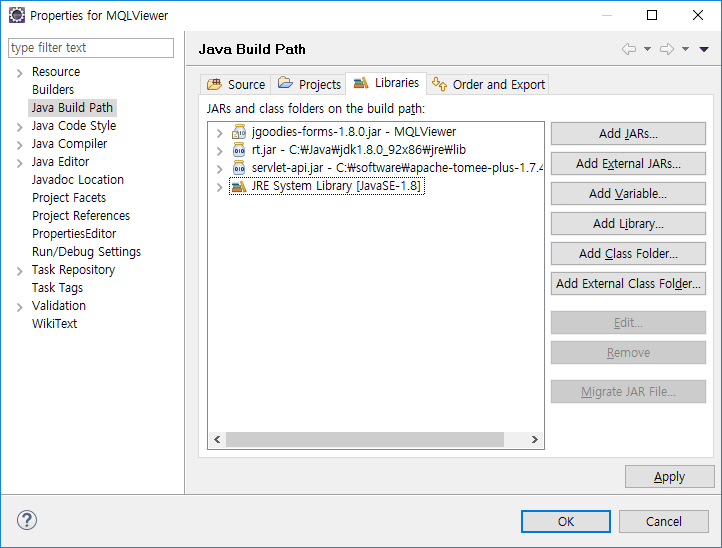 Properties for MQLViewer
type filter text
Resource
Builders
Java Build Path
Java Code Style
Java Compiler
Java Editor
Javadoc Location
Project Facets
Project References
PropertiesEditor
Run/Debug Settings
Task Repository
Task Tags
Validation
WikiText
Java Build Path
Source Projects Libraries Order and Export
JARs and class folders on the build path:
jgoodies-forms-1.8.0.jar - MQLViewer
rt.jar - C:₩Java₩jdk1.8.0_92x86₩jre₩lib
servlet-api.jar - C:₩software₩apache-tomee-plus-1.7.4
JRE System Library [JavaSE-1.8]
Add JARs...
Add External JARs...
Add Variable...
Add Library...
Add Class Folder...
Add External Class Folder...
Edit...
Remove
Migrate JAR File...
Apply
OK Cancel